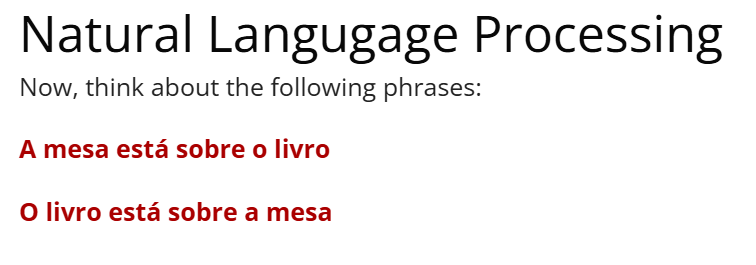 Natural Langugage Processing
Now, think about the following phrases:
A mesa está sobre o livro
O livro está sobre a mesa